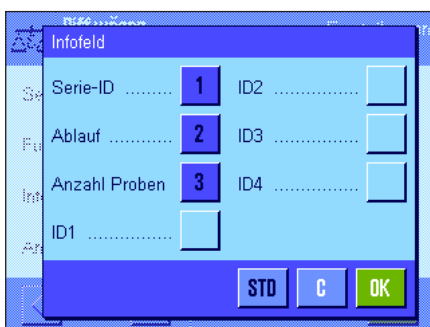 Infofeld
Serie-ID ......... 1
Ablauf ............ 2
Anzahl Proben 3
ID1 ...............
ID2 ...............
ID3 ...............
ID4 ...............
STD C OK